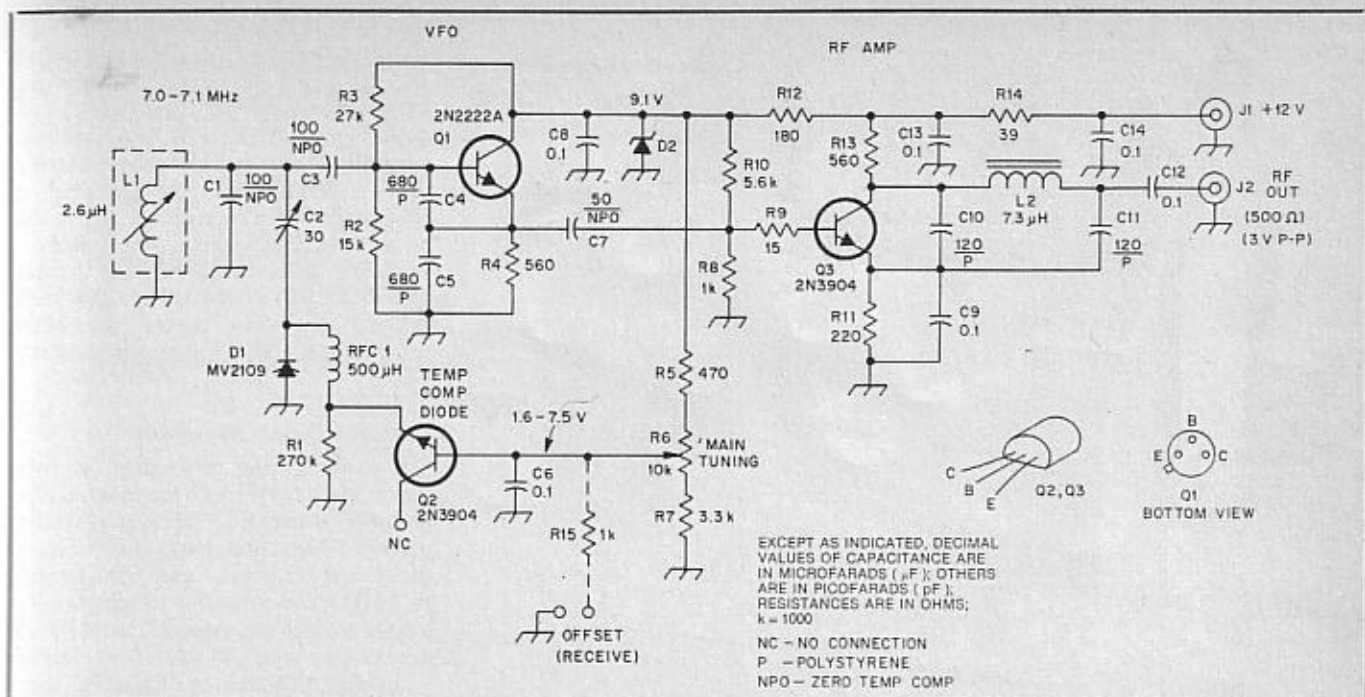 VFO
RF AMP
7.0-7.1 MHz
R3
27k
2N2222A
Q1
9.1 V
R12
180
R14
39
J1 +12 V
100
NPO
C3
L1
2.6µH
C1
100
NPO
C2
30
R2
15k
680
P
C4
680
P
C5
R4
560
C8
0.1
D2
50
NPO
C7
R10
5.6k
R9
15
R8
1k
R13
560
C13
0.1
C14
0.1
L2
7.3 µH
C12
0.1
J2
RF
OUT
(500 Ω)
(3 V P-P)
C10
120
P
C11
120
P
Q3
2N3904
R11
220
C9
0.1
D1
MV2109
RFC 1
500µH
TEMP
COMP
DIODE
R1
270k
Q2
2N3904
NC
1.6-7.5 V
C6
0.1
R15
1k
R5
470
R6
10k
MAIN
TUNING
R7
3.3 k
OFFSET
(RECEIVE)
C
B
E
Q2,Q3
B
E
C
Q1
BOTTOM VIEW
EXCEPT AS INDICATED, DECIMAL
VALUES OF CAPACITANCE ARE
IN MICROFARADS (µF); OTHERS
ARE IN PICOFARADS (pF);
RESISTANCES ARE IN OHMS;
k=1000
NC - NO CONNECTION
P - POLYSTYRENE
NPO - ZERO TEMP COMP